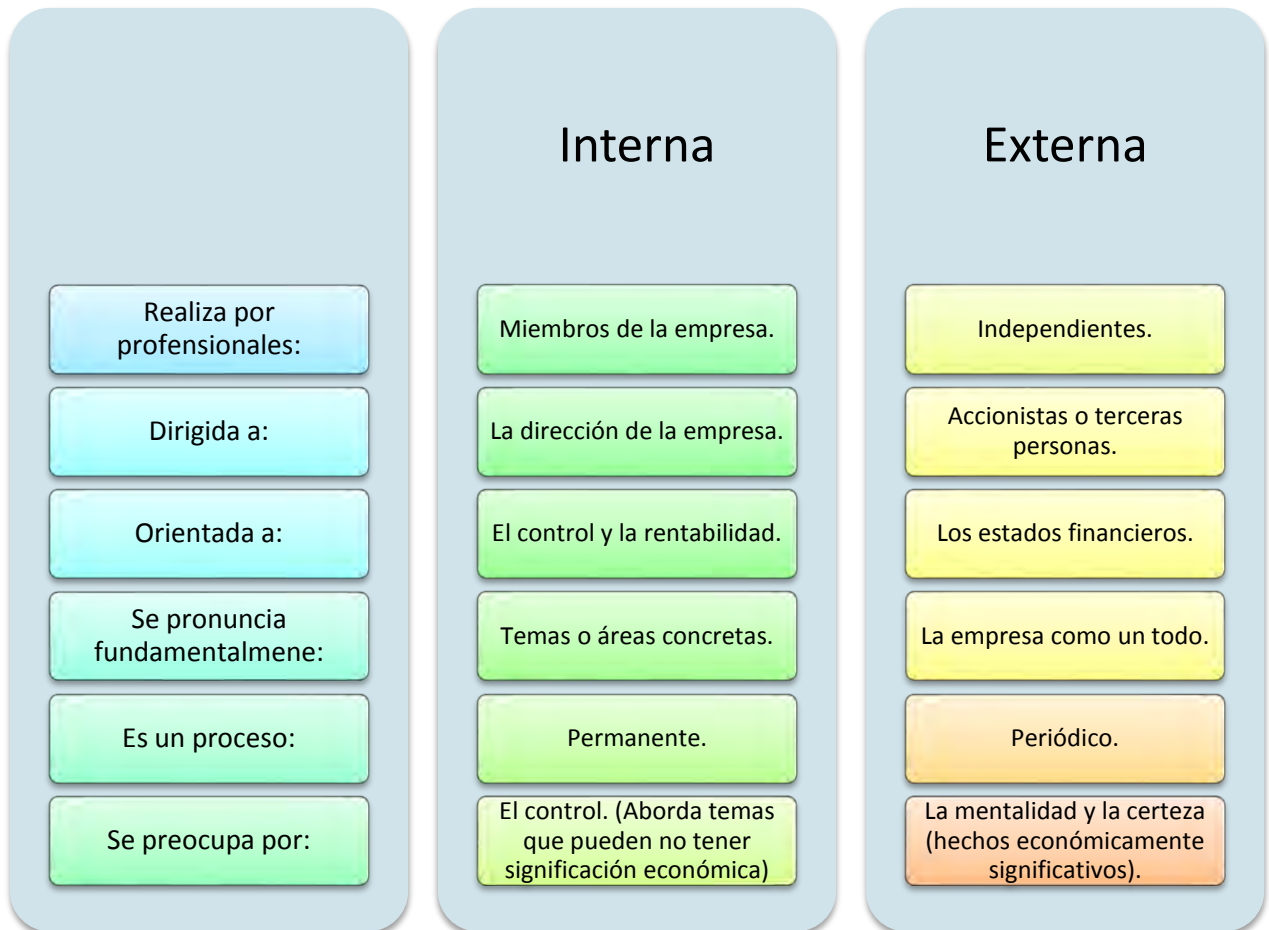 Interna
Externa
Realiza por
profensionales:
Miembros de la empresa.
Independientes.
Dirigida a:
La dirección de la empresa.
Accionistas o terceras
personas.
Orientada a:
El control y la rentabilidad.
Los estados financieros.
Se pronuncia
fundamentalmene:
Temas o áreas concretas.
La empresa como un todo.
Es un proceso:
Permanente.
Periódico.
Se preocupa por:
El control. (Aborda temas
que pueden no tener
significación económica)
La mentalidad y la certeza
(hechos económicamente
significativos).